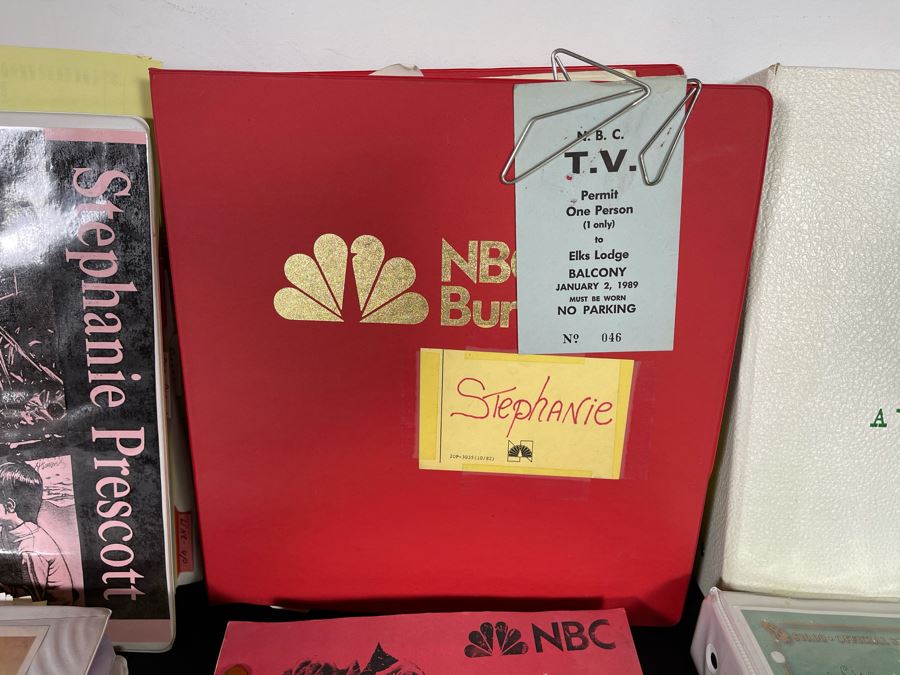 Stephanie Prescott
NBC
Bur
N. B. C.
T.V.
Permit
One Person
(1 only)
to
Elks Lodge
BALCONY
JANUARY 2, 1989
MUST BE WORN
NO PARKING
Nº 046
Stephanie
NBC
A